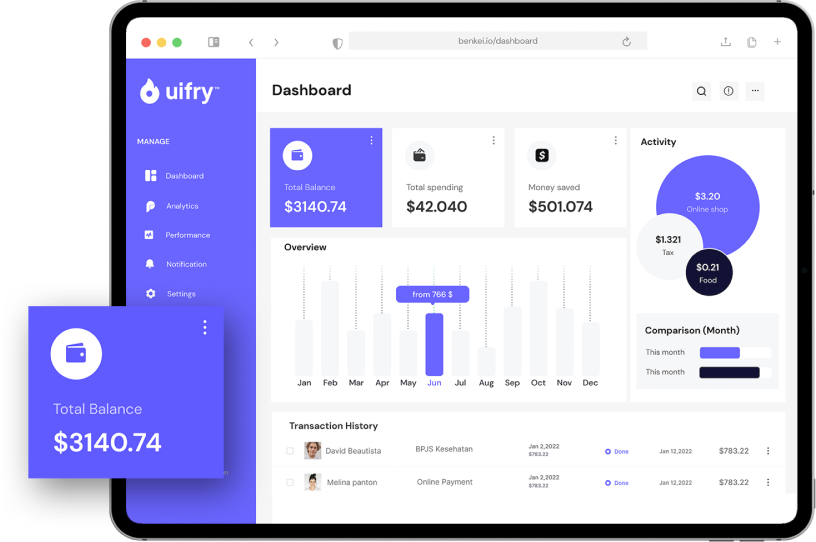 benkei.io/dashboard
uifry™
Dashboard
MANAGE
Dashboard
Analytics
Performance
Notification
Settings
Total Balance
$3140.74
Total spending
$42.040
Money saved
$501.074
Activity
$3.20
Online shop
$1.321
Tax
$0.21
Food
Overview
from 766 $
Jan Feb Mar Apr May Jun Jul Aug Sep Oct Nov Dec
Comparison (Month)
This month
This month
Total Balance
$3140.74
Transaction History
David Beautista BPJS Kesehatan Jan 2,2022 $783.22 Done Jan 12,2022 $783.22
Melina panton Online Payment Jan 2,2022 $783.22 Done Jan 12,2022 $783.22